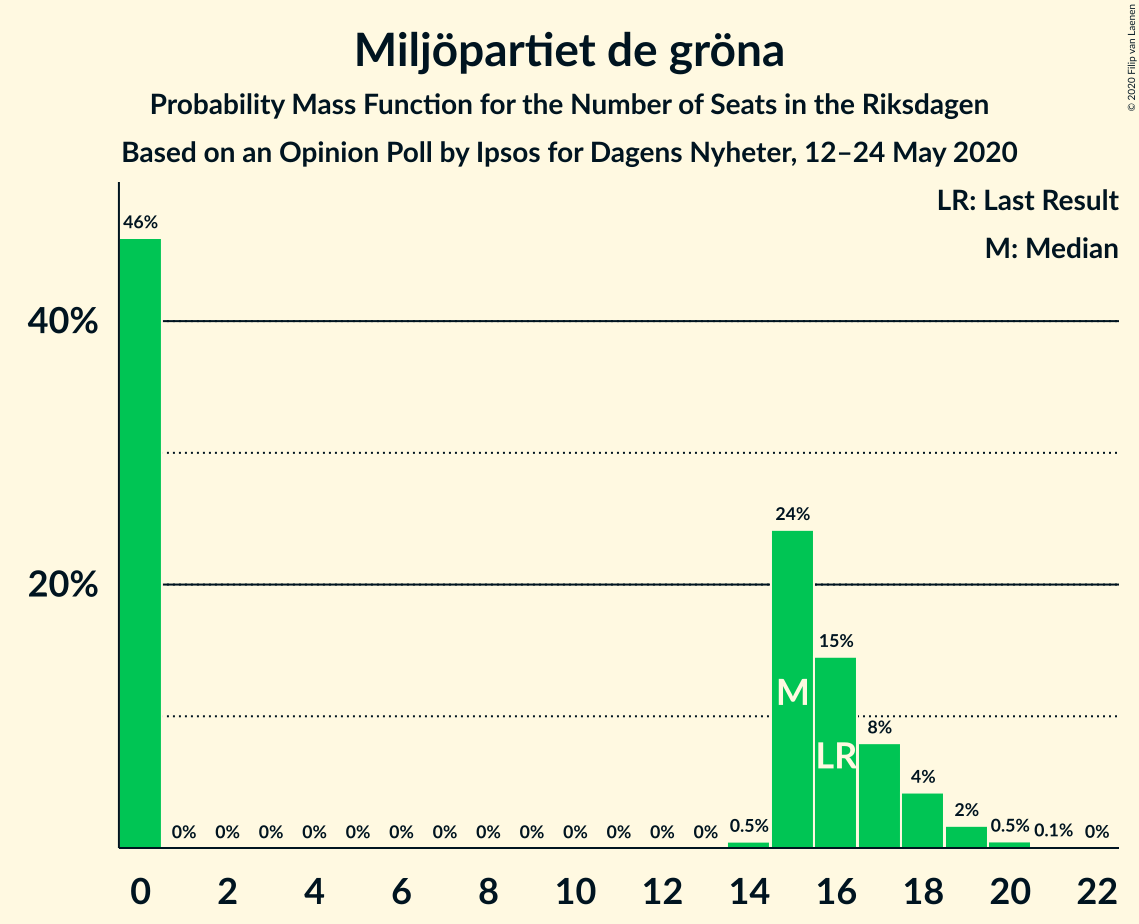 Miljöpartiet de gröna
Probability Mass Function for the Number of Seats in the Riksdagen
Based on an Opinion Poll by Ipsos for Dagens Nyheter, 12–24 May 2020
© 2020 Filip van Laenen
LR: Last Result
M: Median
46%
40%
24%
20%
15%
M
8%
LR
4%
2%
0% 0% 0% 0% 0% 0% 0% 0% 0% 0% 0% 0% 0% 0.5% 0.5% 0.1% 0%
0 2 4 6 8 10 12 14 16 18 20 22